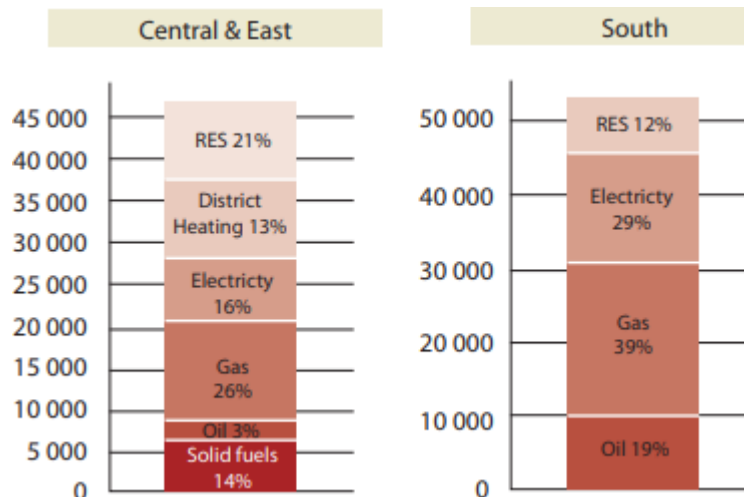 Central & East
45 000
40 000
35 000
30 000
25 000
20 000
15 000
10 000
5 000
0
RES 21%
District
Heating 13%
Electricty
16%
Gas
26%
Oil 3%
Solid fuels
14%
South
50 000
40 000
30 000
20 000
10 000
0
RES 12%
Electricty
29%
Gas
39%
Oil 19%